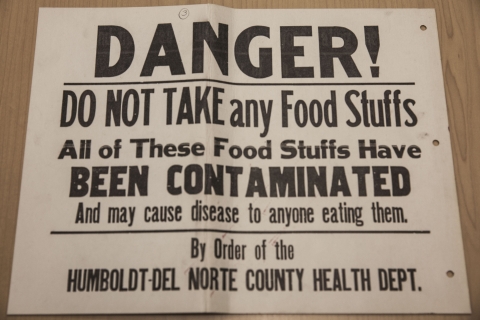 DANGER!
DO NOT TAKE any Food Stuffs
All of These Food Stuffs Have
BEEN CONTAMINATED
And may cause disease to anyone eating them.
By Order of the
HUMBOLDT-DEL NORTE COUNTY HEALTH DEPT.